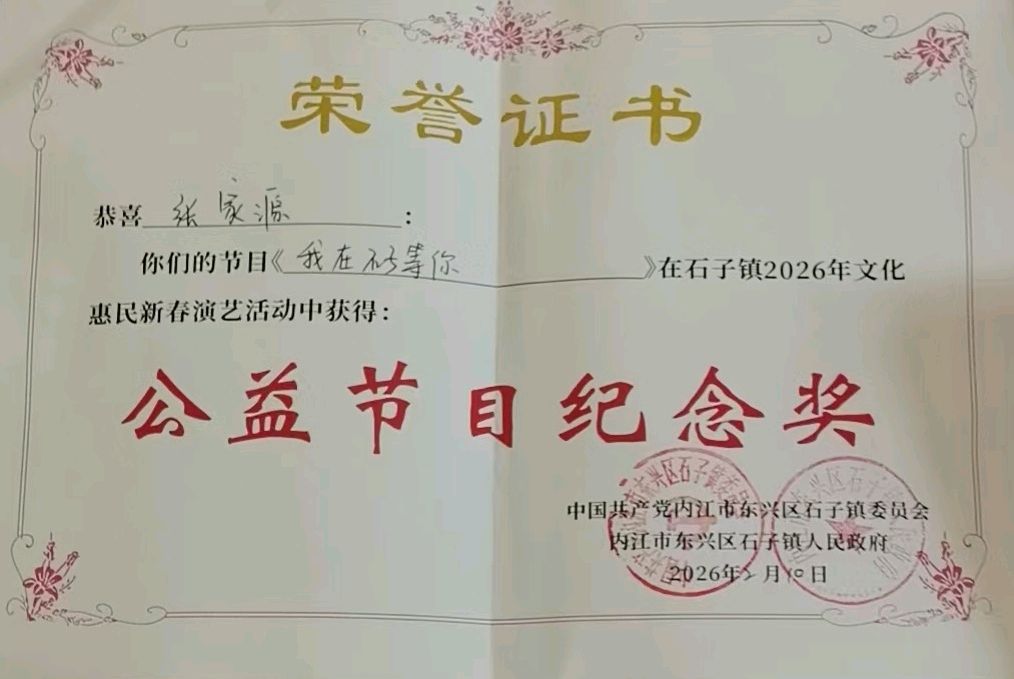 荣誉证书
恭喜 张家源 :
你们的节目《我在 等你》在石子镇2026年文化
惠民新春演艺活动中获得:
公益节目纪念奖
中国共产党内江市东兴区石子镇委员会
内江市东兴区石子镇人民政府
2026年2月10日